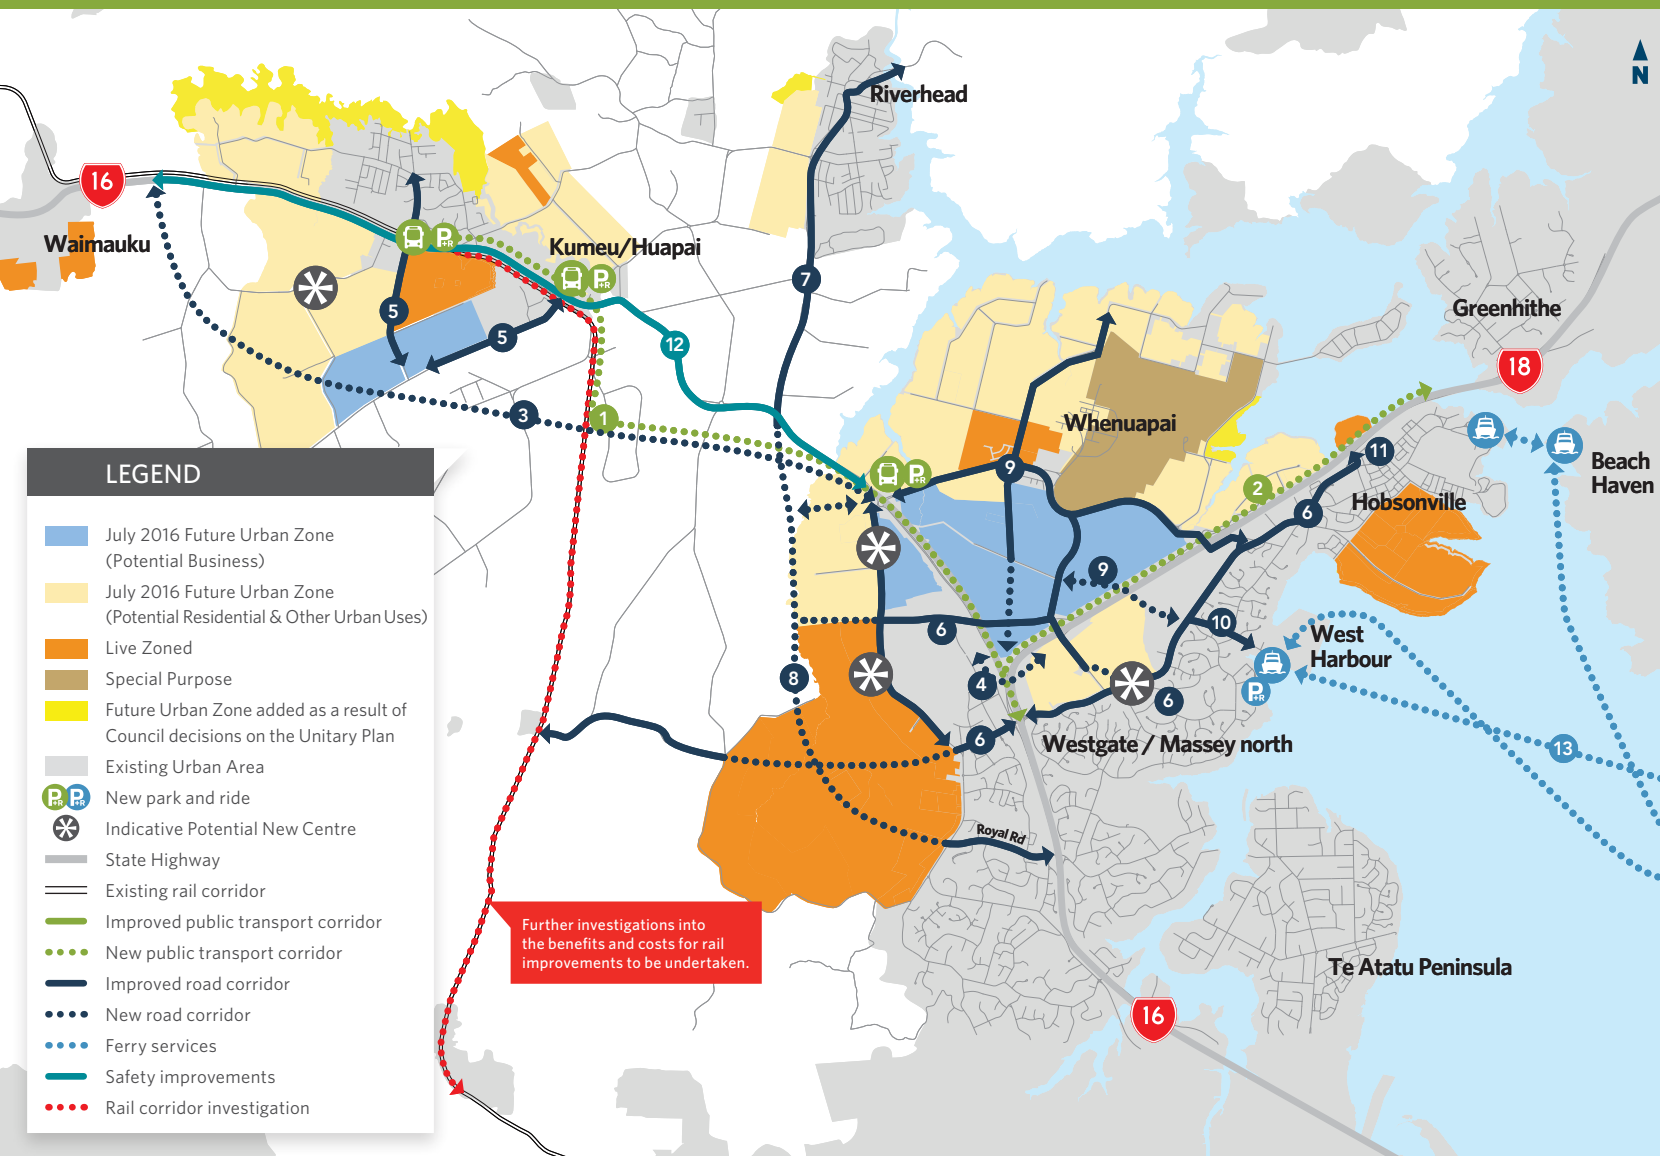 N
Riverhead
16
Waimauku
P+R
Kumeu/Huapai
P+R
7
5
5
12
3
1
Greenhithe
18
Whenuapai
9
P+R
11
2
Hobsonville
6
Beach
Haven
9
10
6
West
Harbour
P+R
8
4
6
6
Westgate / Massey north
13
Royal Rd
Te Atatu Peninsula
16
Further investigations into
the benefits and costs for rail
improvements to be undertaken.
LEGEND
July 2016 Future Urban Zone
(Potential Business)
July 2016 Future Urban Zone
(Potential Residential & Other Urban Uses)
Live Zoned
Special Purpose
Future Urban Zone added as a result of
Council decisions on the Unitary Plan
Existing Urban Area
P+R P+R New park and ride
Indicative Potential New Centre
State Highway
Existing rail corridor
Improved public transport corridor
New public transport corridor
Improved road corridor
New road corridor
Ferry services
Safety improvements
Rail corridor investigation